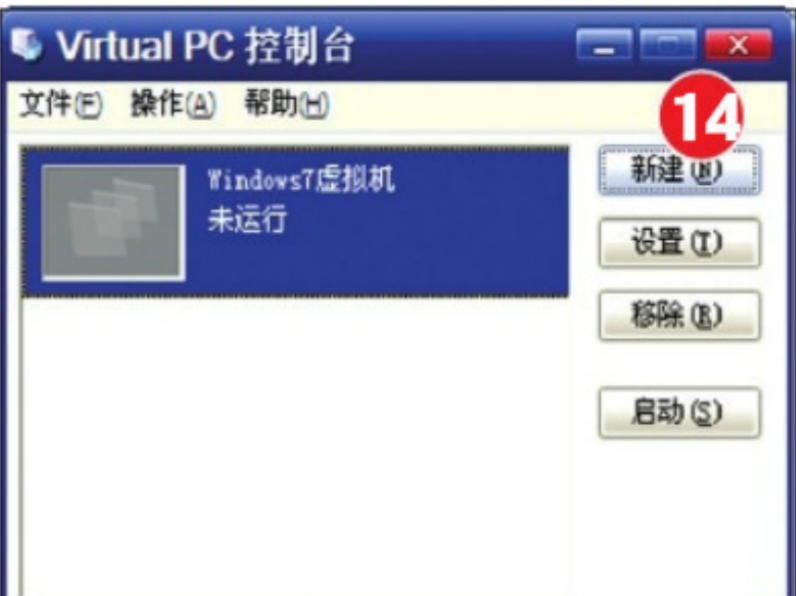 Virtual PC 控制台
文件(F) 操作(A) 帮助(H)
14
Windows7虚拟机
未运行
新建(N)
设置(T)
移除(R)
启动(S)